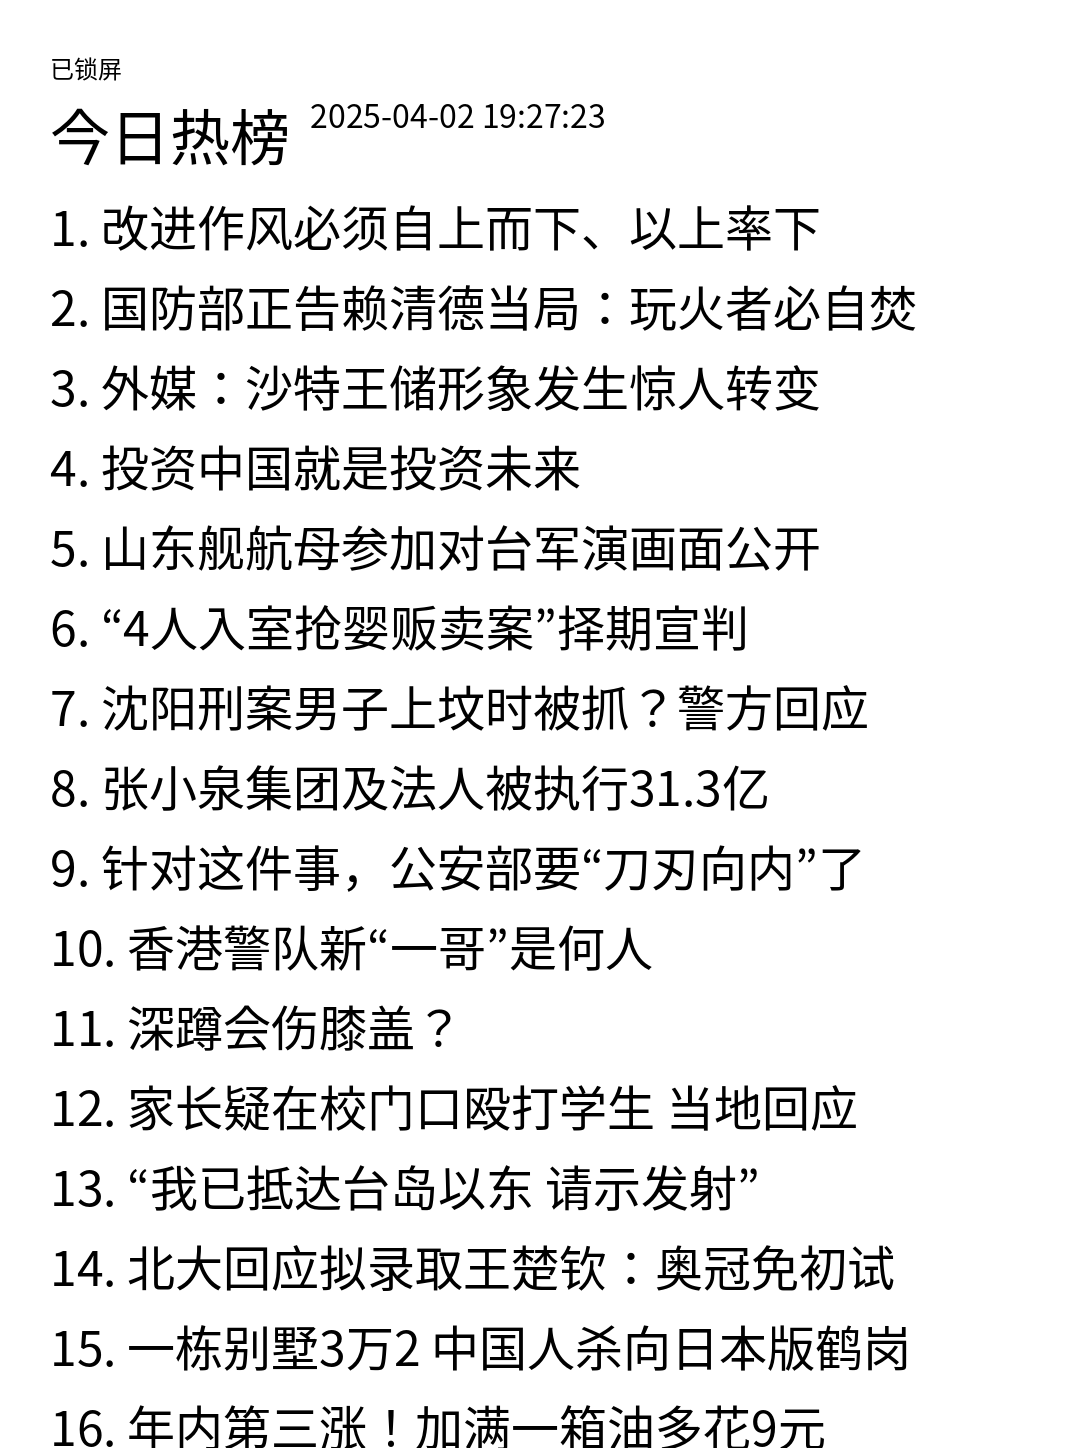 已锁屏
今日热榜 2025-04-02 19:27:23
1. 改进作风必须自上而下、以上率下
2. 国防部正告赖清德当局：玩火者必自焚
3. 外媒：沙特王储形象发生惊人转变
4. 投资中国就是投资未来
5. 山东舰航母参加对台军演画面公开
6. “4人入室抢婴贩卖案”择期宣判
7. 沈阳刑案男子上坟时被抓？警方回应
8. 张小泉集团及法人被执行31.3亿
9. 针对这件事，公安部要“刀刃向内”了
10. 香港警队新“一哥”是何人
11. 深蹲会伤膝盖？
12. 家长疑在校门口殴打学生 当地回应
13. “我已抵达台岛以东 请示发射”
14. 北大回应拟录取王楚钦：奥冠免初试
15. 一栋别墅3万2 中国人杀向日本版鹤岗
16. 年内第三涨！加满一箱油多花9元